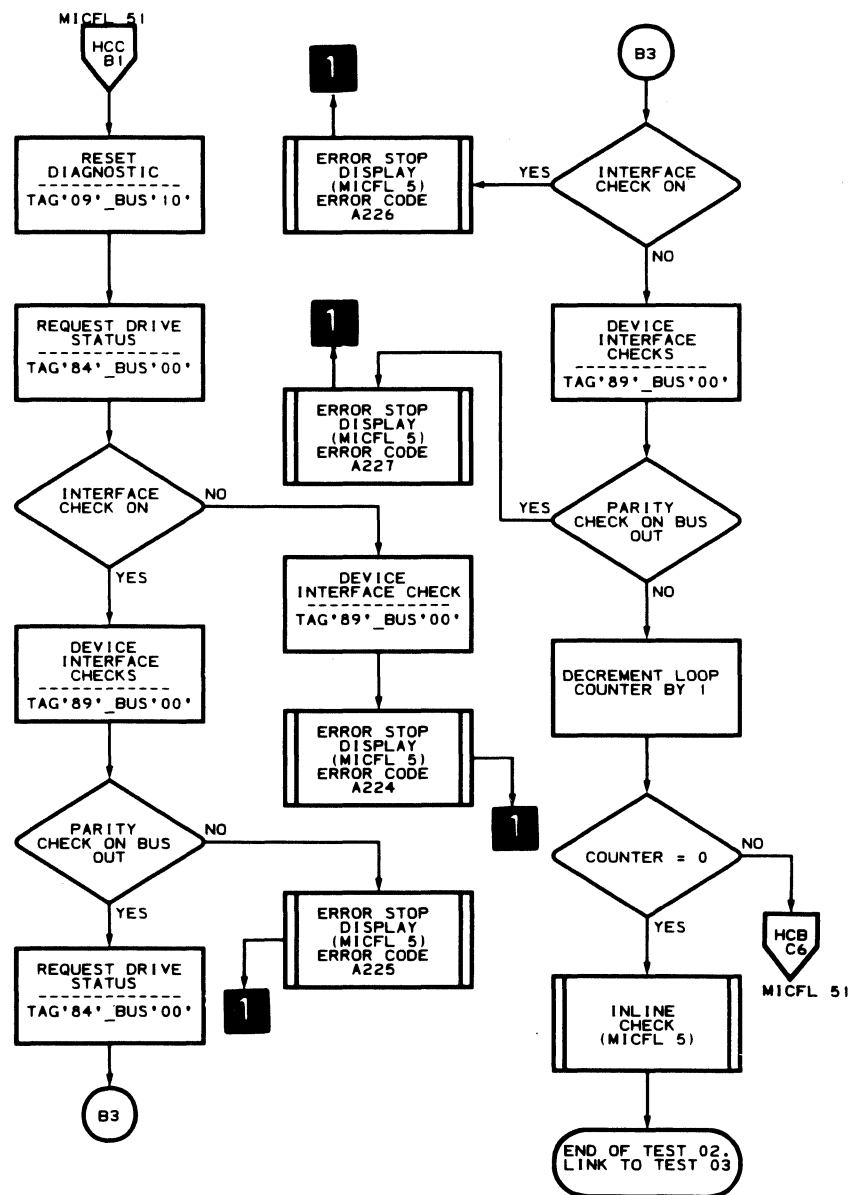 MICFL 51
HCC
B1
RESET
DIAGNOSTIC
TAG'09'_BUS'10'
REQUEST DRIVE
STATUS
TAG'84'_BUS'00'
INTERFACE
CHECK ON
NO
YES
DEVICE
INTERFACE
CHECKS
TAG'89'_BUS'00'
PARITY
CHECK ON BUS
OUT
NO
YES
REQUEST DRIVE
STATUS
TAG'84'_BUS'00'
B3
1
ERROR STOP
DISPLAY
(MICFL 5)
ERROR CODE
A226
1
ERROR STOP
DISPLAY
(MICFL 5)
ERROR CODE
A227
DEVICE
INTERFACE CHECK
TAG'89'_BUS'00'
ERROR STOP
DISPLAY
(MICFL 5)
ERROR CODE
A224
1
ERROR STOP
DISPLAY
(MICFL 5)
ERROR CODE
A225
1
B3
INTERFACE
CHECK ON
YES
NO
DEVICE
INTERFACE
CHECKS
TAG'89'_BUS'00'
PARITY
CHECK ON BUS
OUT
YES
NO
DECREMENT LOOP
COUNTER BY 1
COUNTER = 0
NO
YES
HCB
C6
MICFL 51
INLINE
CHECK
(MICFL 5)
END OF TEST 02.
LINK TO TEST 03